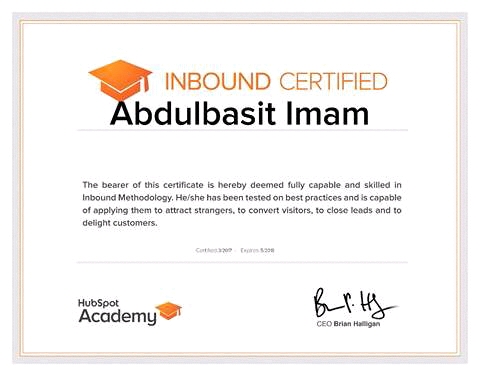 INBOUND CERTIFIED
Abdulbasit Imam
The bearer of this certificate is hereby deemed fully capable and skilled in
Inbound Methodology. He/she has been tested on best practices and is capable
of applying them to attract strangers, to convert visitors, to close leads and to
delight customers.
Certified: 3/2017 - Expires: 5/2018
HubSpot
Academy
CEO Brian Halligan